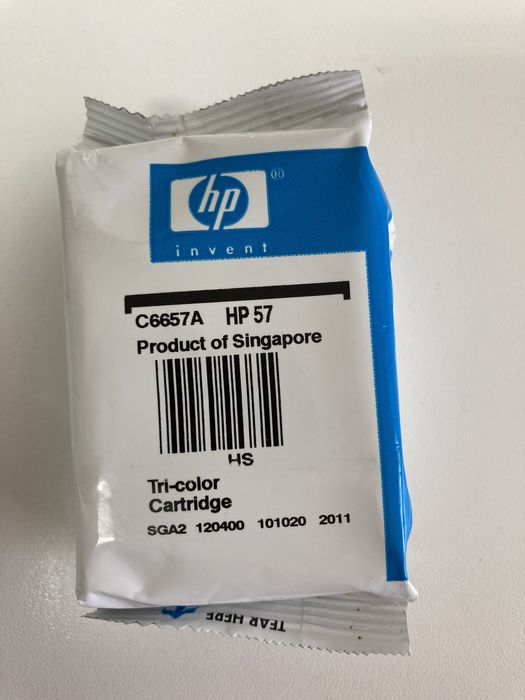 hp ®
invent
C6657A HP 57
Product of Singapore
HS
Tri-color
Cartridge
SGA2 120400 101020 2011
TEAR HERE